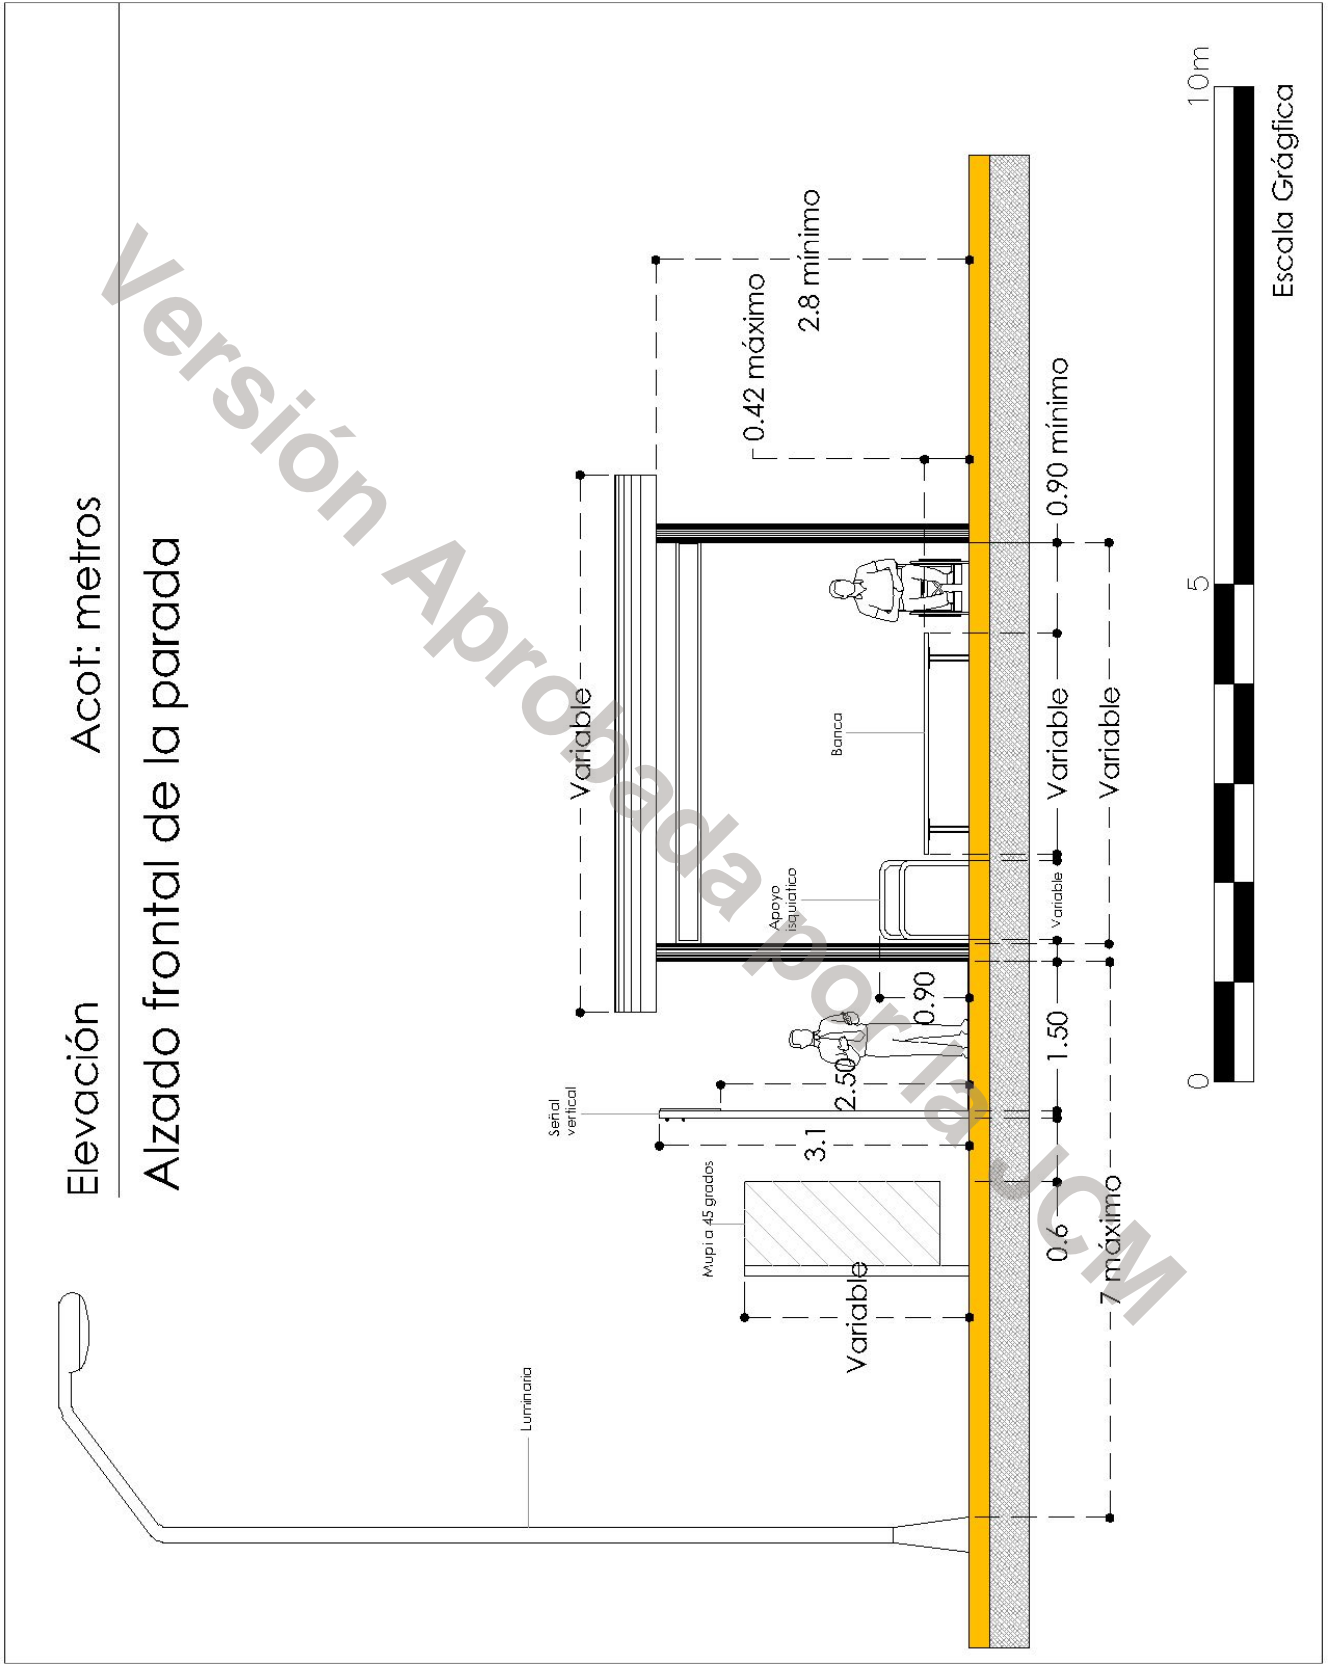 Elevación
Acot: metros
Alzado frontal de la parada
Luminaria
Señal
vertical
Variable
Mupi a 45 grados
Variable
3.1
2.50
0.90
Apoyo
isquiatico
Banca
0.42 máximo
2.8 mínimo
0.6
1.50
Variable
Variable
0.90 mínimo
7 máximo
Variable
0
5
10m
Escala Grágfica
Versión Aprobada por la JCM